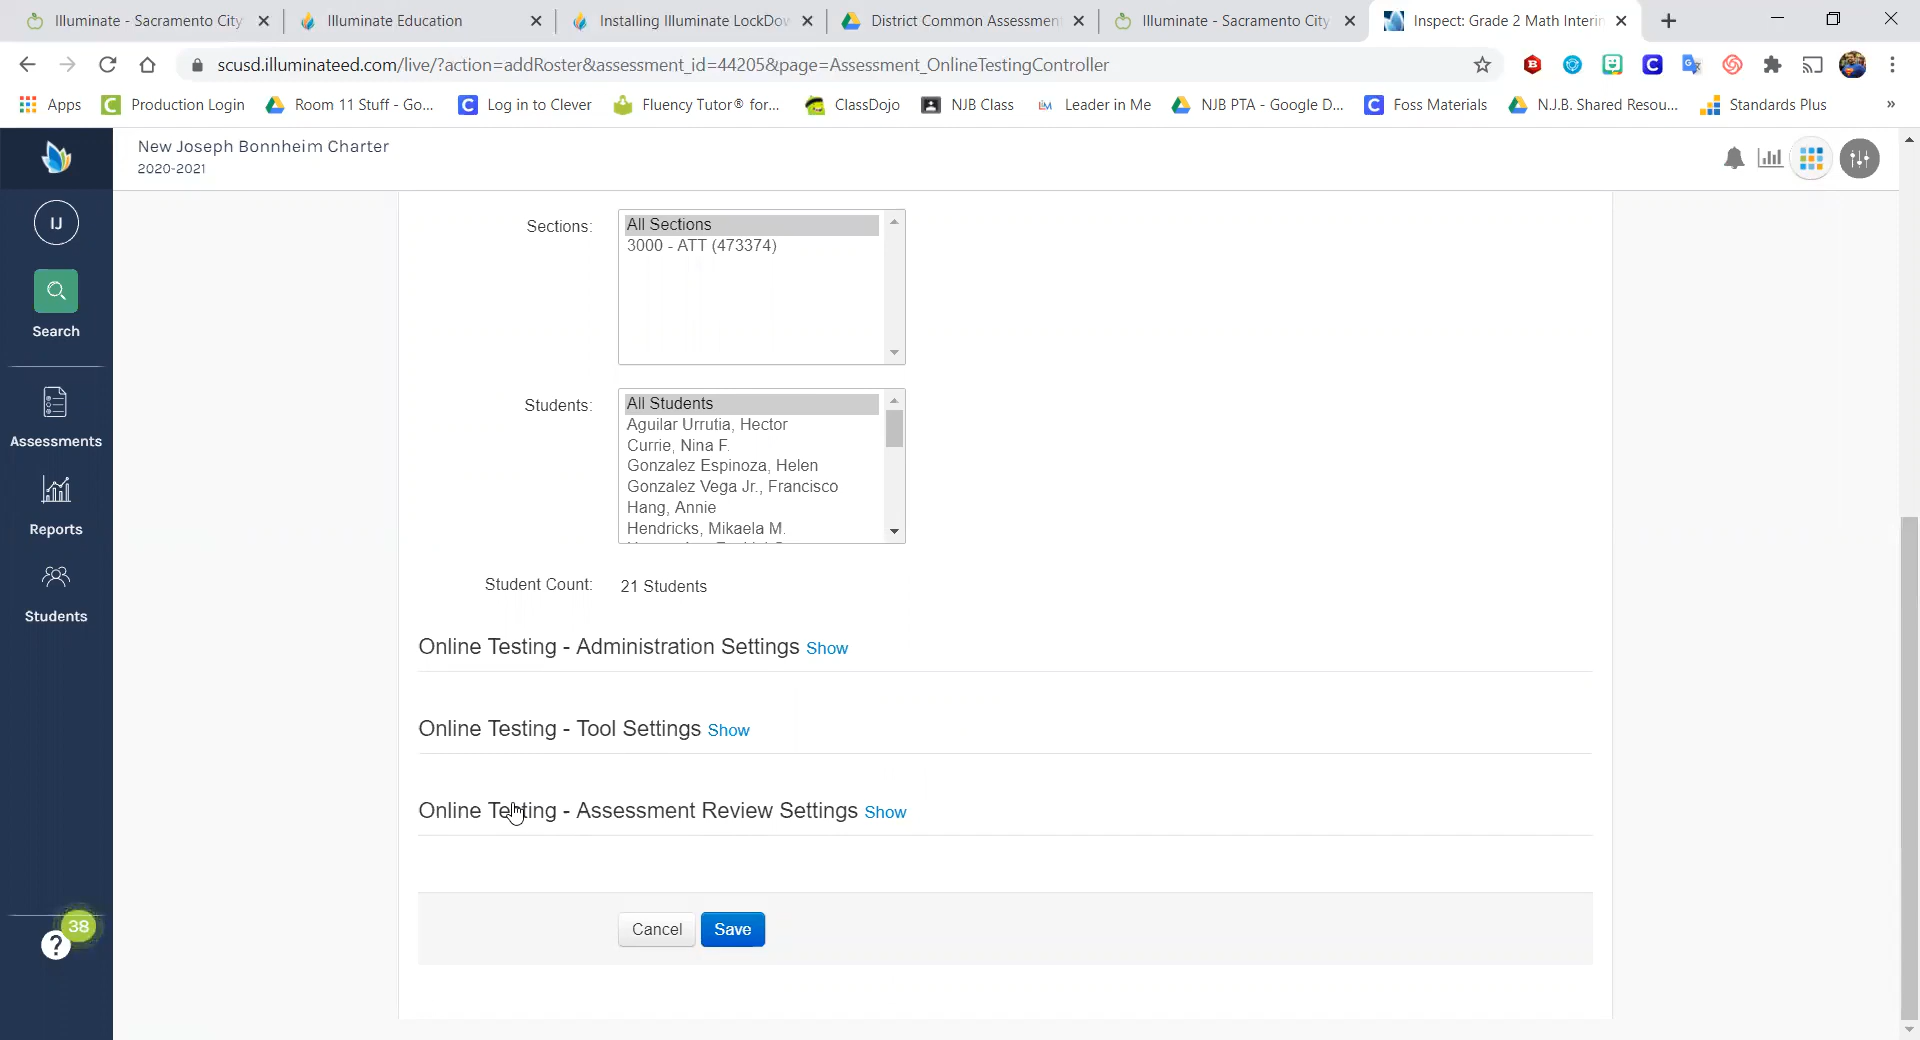 Illuminate - Sacramento City
Illuminate Education
Installing Illuminate LockDow
District Common Assessment
Illuminate - Sacramento City
Inspect: Grade 2 Math Interin
scusd.illuminateed.com/live/?action=addRoster&assessment_id=44205&page=Assessment_OnlineTestingController
Apps
Production Login
Room 11 Stuff - Go...
Log in to Clever
Fluency Tutor® for...
ClassDojo
NJB Class
LiM
Leader in Me
NJB PTA - Google D...
Foss Materials
N.J.B. Shared Resou...
Standards Plus
»
New Joseph Bonnheim Charter
2020-2021
IJ
Search
Assessments
Reports
Students
38
?
Sections:
All Sections
3000 - ATT (473374)
Students:
All Students
Aguilar Urrutia, Hector
Currie, Nina F.
Gonzalez Espinoza, Helen
Gonzalez Vega Jr., Francisco
Hang, Annie
Hendricks, Mikaela M.
Student Count: 21 Students
Online Testing - Administration Settings Show
Online Testing - Tool Settings Show
Online Testing - Assessment Review Settings Show
Cancel
Save